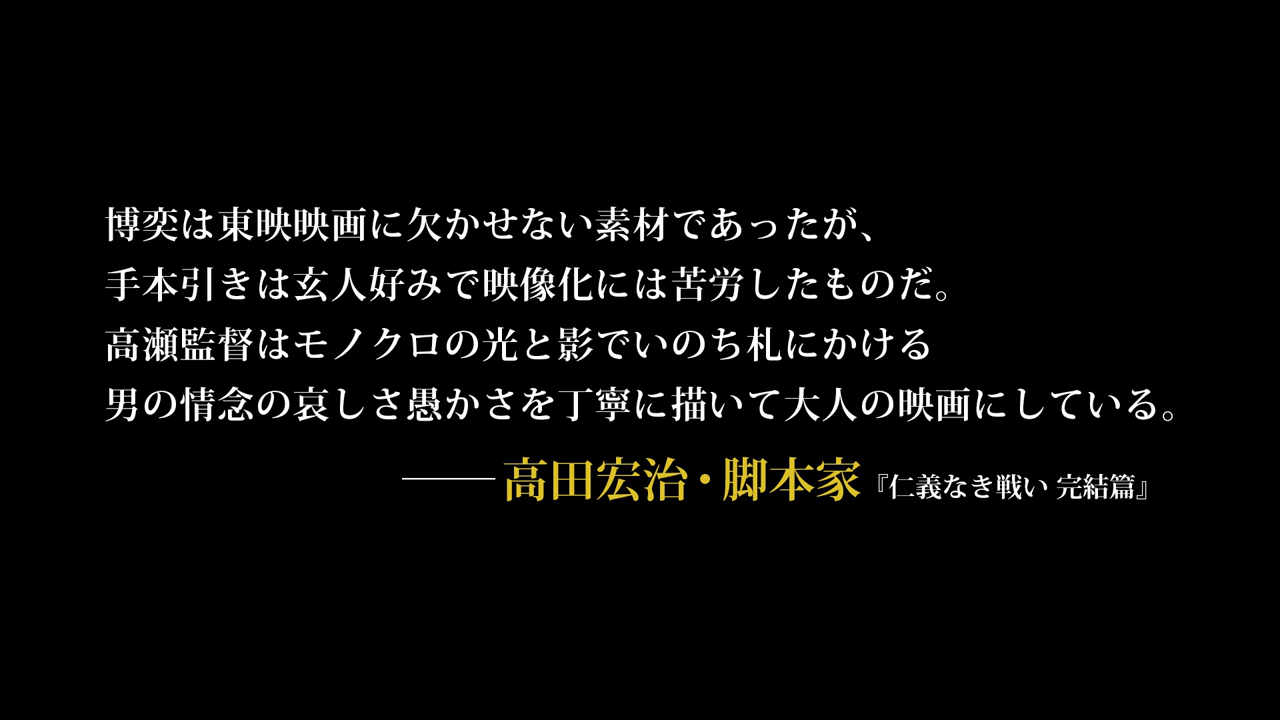 博奕は東映映画に欠かせない素材であったが、
手本引きは玄人好みで映像化には苦労したものだ。
高瀬監督はモノクロの光と影でいのち札にかける
男の情念の哀しさ愚かさを丁寧に描いて大人の映画にしている。
――高田宏治・脚本家『仁義なき戦い 完結篇』